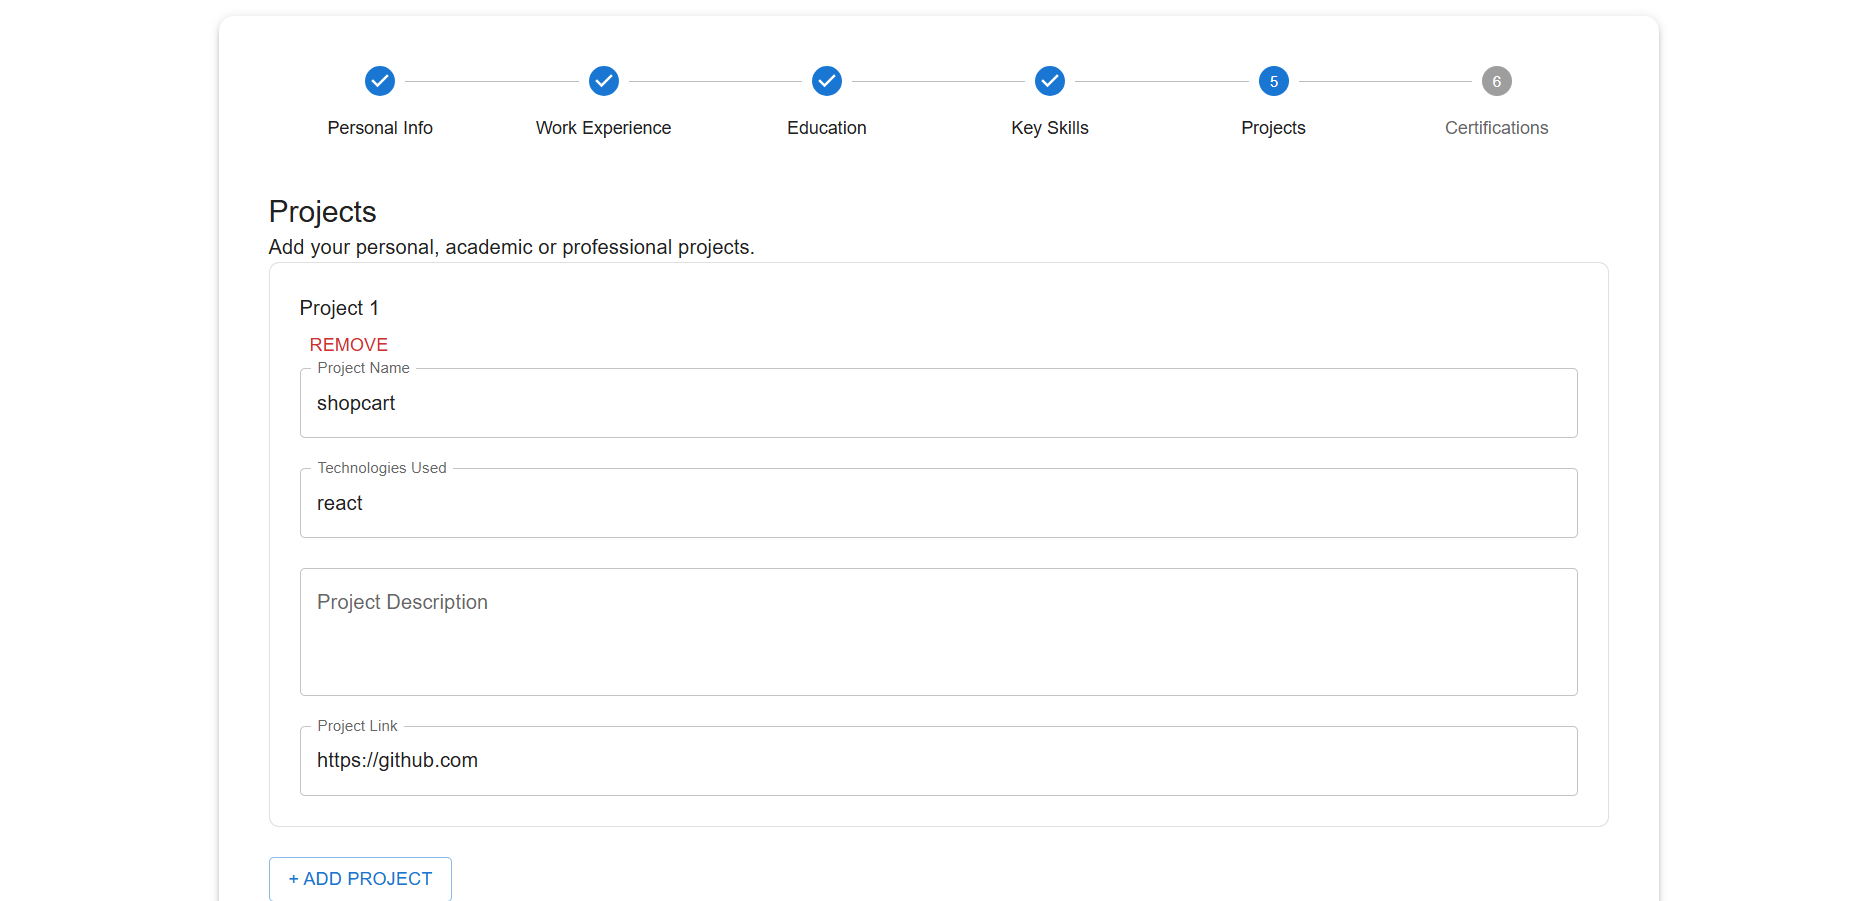 5
6
Personal Info
Work Experience
Education
Key Skills
Projects
Certifications
Projects
Add your personal, academic or professional projects.
Project 1
REMOVE
Project Name
shopcart
Technologies Used
react
Project Description
Project Link
https://github.com
+ ADD PROJECT